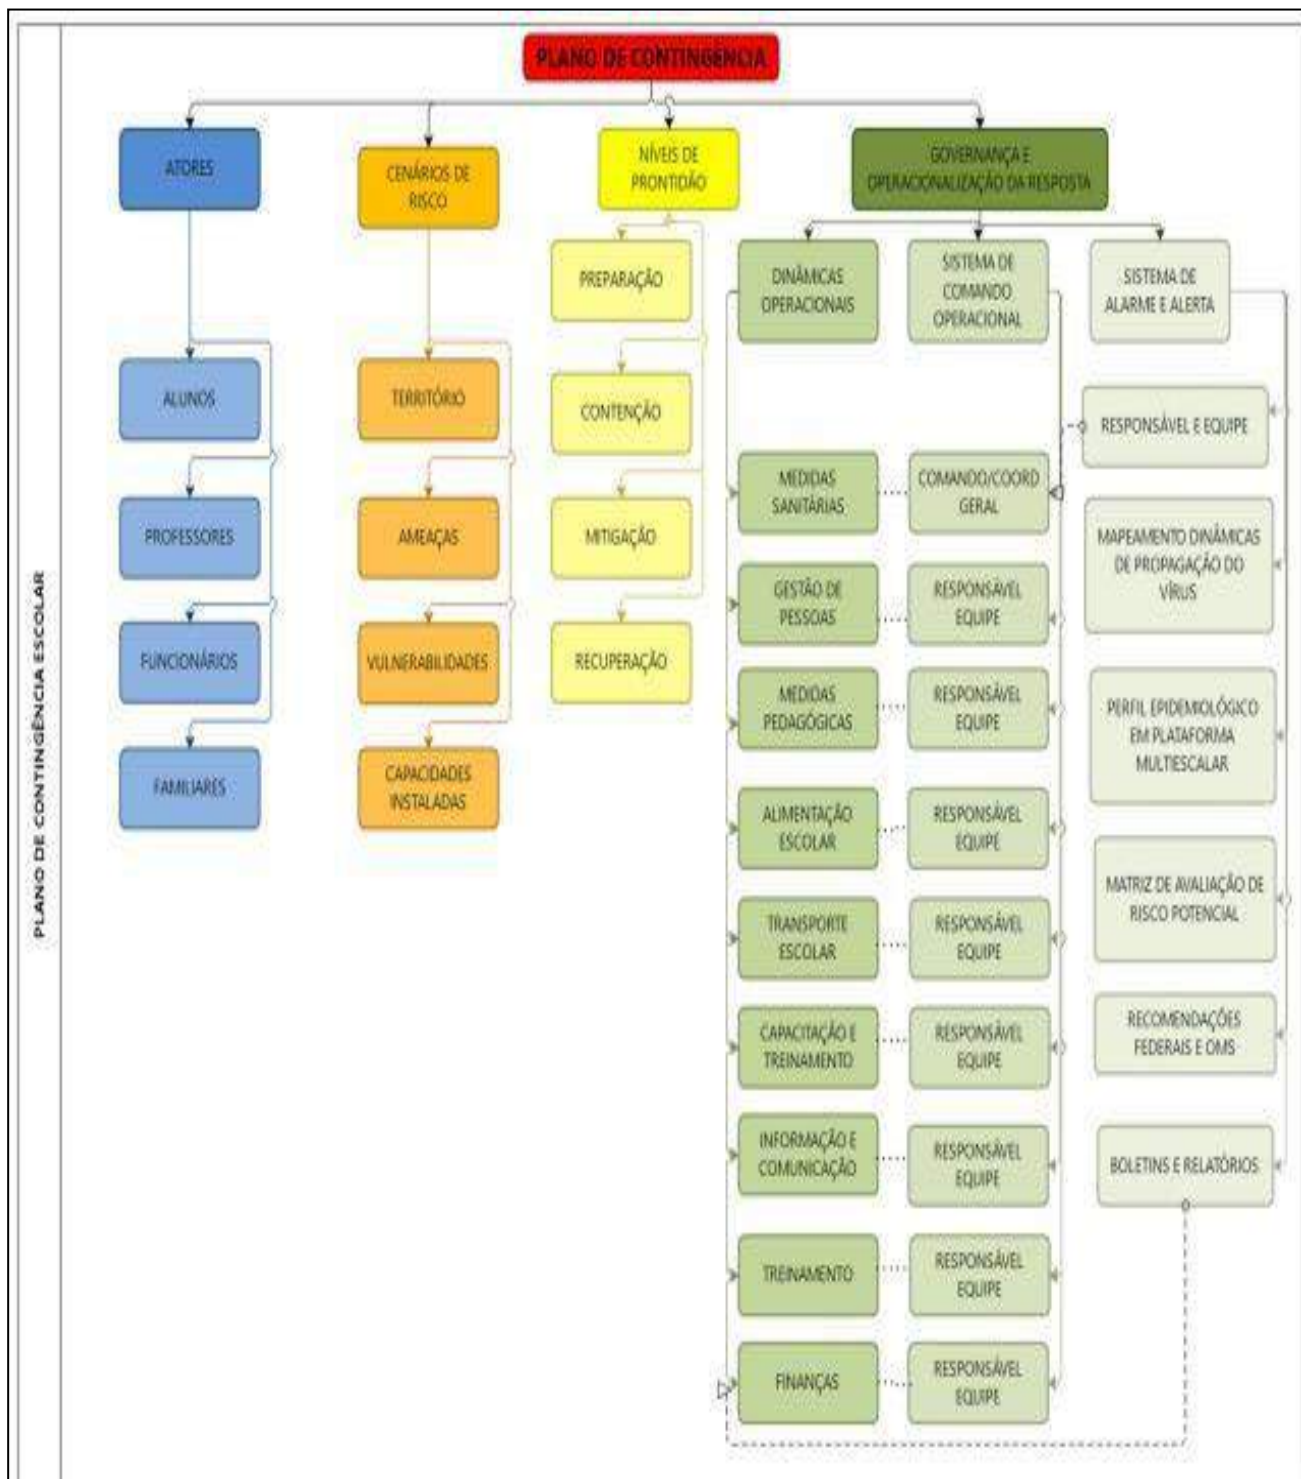 PLANO DE CONTINGÊNCIA ESCOLAR
PLANO DE CONTINGÊNCIA
ATORES
ALUNOS
PROFESSORES
FUNCIONÁRIOS
FAMILIARES
CENÁRIOS DE
RISCO
TERRITÓRIO
AMEAÇAS
VULNERABILIDADES
CAPACIDADES
INSTALADAS
NÍVEIS DE
PRONTIDÃO
PREPARAÇÃO
CONTENÇÃO
MITIGAÇÃO
RECUPERAÇÃO
GOVERNANÇA E
OPERACIONALIZAÇÃO DA RESPOSTA
DINÂMICAS
OPERACIONAIS
MEDIDAS
SANITÁRIAS
GESTÃO DE
PESSOAS
MEDIDAS
PEDAGÓGICAS
ALIMENTAÇÃO
ESCOLAR
TRANSPORTE
ESCOLAR
CAPACITAÇÃO E
TREINAMENTO
INFORMAÇÃO E
COMUNICAÇÃO
TREINAMENTO
FINANÇAS
SISTEMA DE
COMANDO
OPERACIONAL
COMANDO/COORD
GERAL
RESPONSÁVEL
EQUIPE
RESPONSÁVEL
EQUIPE
RESPONSÁVEL
EQUIPE
RESPONSÁVEL
EQUIPE
RESPONSÁVEL
EQUIPE
RESPONSÁVEL
EQUIPE
RESPONSÁVEL
EQUIPE
RESPONSÁVEL
EQUIPE
SISTEMA DE
ALARME E ALERTA
RESPONSÁVEL E EQUIPE
MAPEAMENTO DINÂMICAS
DE PROPAGAÇÃO DO
VÍRUS
PERFIL EPIDEMIOLÓGICO
EM PLATAFORMA
MULTIESCALAR
MATRIZ DE AVALIAÇÃO DE
RISCO POTENCIAL
RECOMENDAÇÕES
FEDERAIS E OMS
BOLETINS E RELATÓRIOS